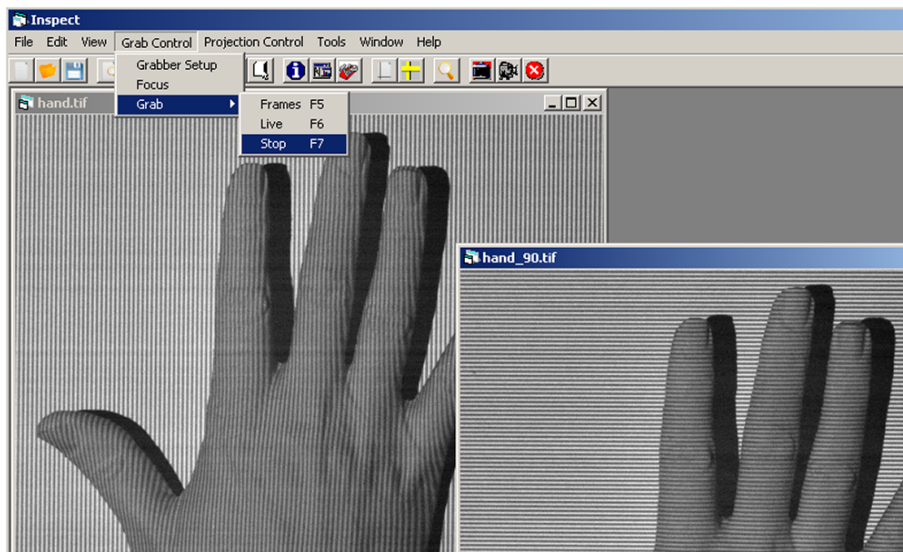 Inspect
File Edit View Grab Control Projection Control Tools Window Help
Grabber Setup
Focus
Grab
hand.tif
Frames F5
Live F6
Stop F7
hand_90.tif